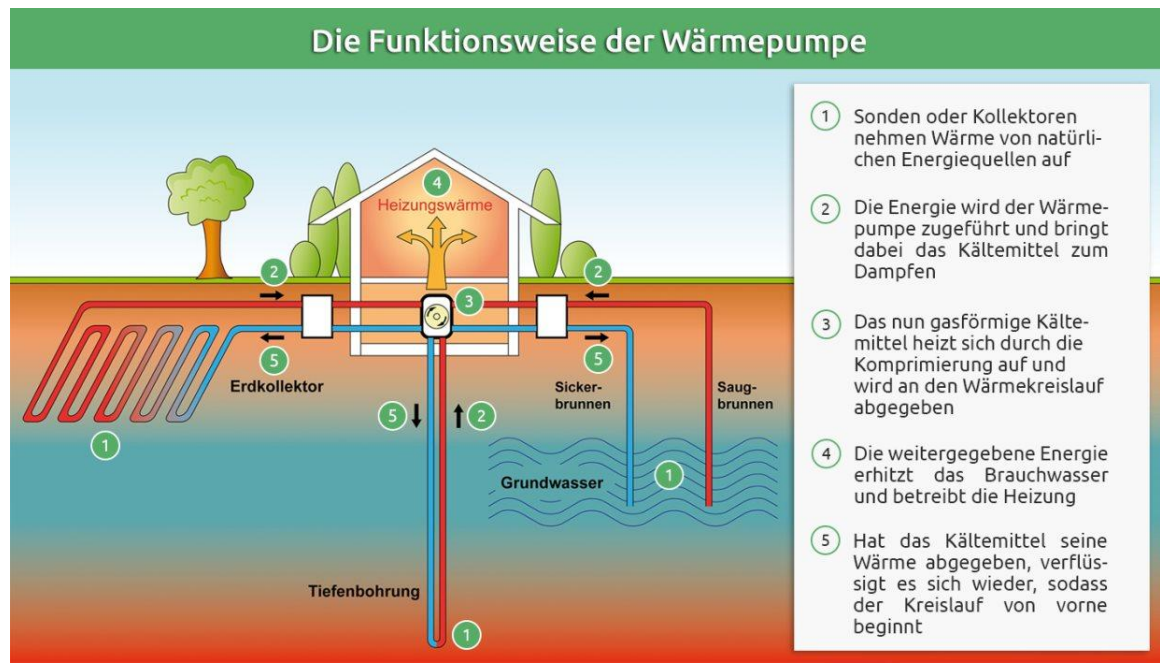 Die Funktionsweise der Wärmepumpe
1 Sonden oder Kollektoren
nehmen Wärme von natürli-
chen Energiequellen auf
2 Die Energie wird der Wärme-
pumpe zugeführt und bringt
dabei das Kältemittel zum
Dampfen
3 Das nun gasförmige Kälte-
mittel heizt sich durch die
Komprimierung auf und
wird an den Wärmekreislauf
abgegeben
4 Die weitergegebene Energie
erhitzt das Brauchwasser
und betreibt die Heizung
5 Hat das Kältemittel seine
Wärme abgegeben, verflüs-
sigt es sich wieder, sodass
der Kreislauf von vorne
beginnt
4
Heizungswärme
2
2
3
5
5
Erdkollektor
Sicker-
brunnen
Saug-
brunnen
5
2
1
Grundwasser
1
Tiefenbohrung
1